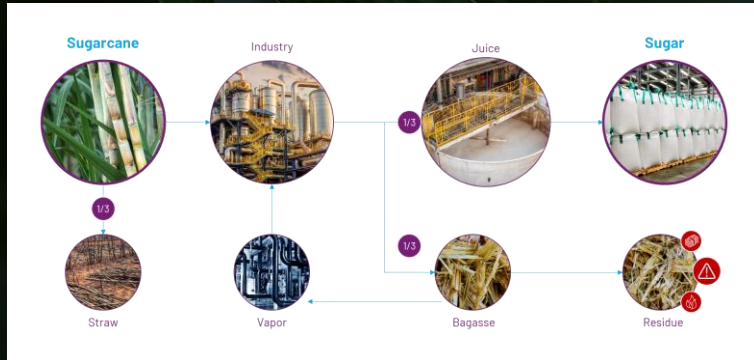 Sugarcane
Industry
Juice
Sugar
1/3
1/3
1/3
Straw
Vapor
Bagasse
Residue